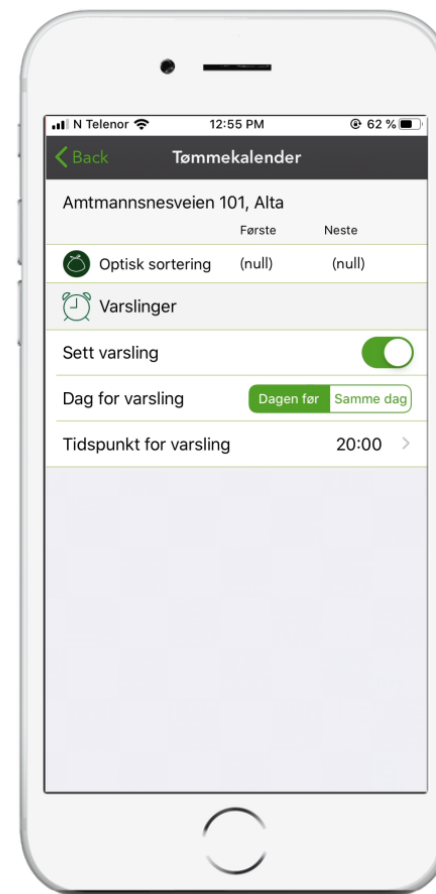 N Telenor 12:55 PM 62 %
Back Tømmekalender
Amtmannsnesveien 101, Alta
Første Neste
Optisk sortering (null) (null)
Varslinger
Sett varsling
Dag for varsling Dagen før Samme dag
Tidspunkt for varsling 20:00